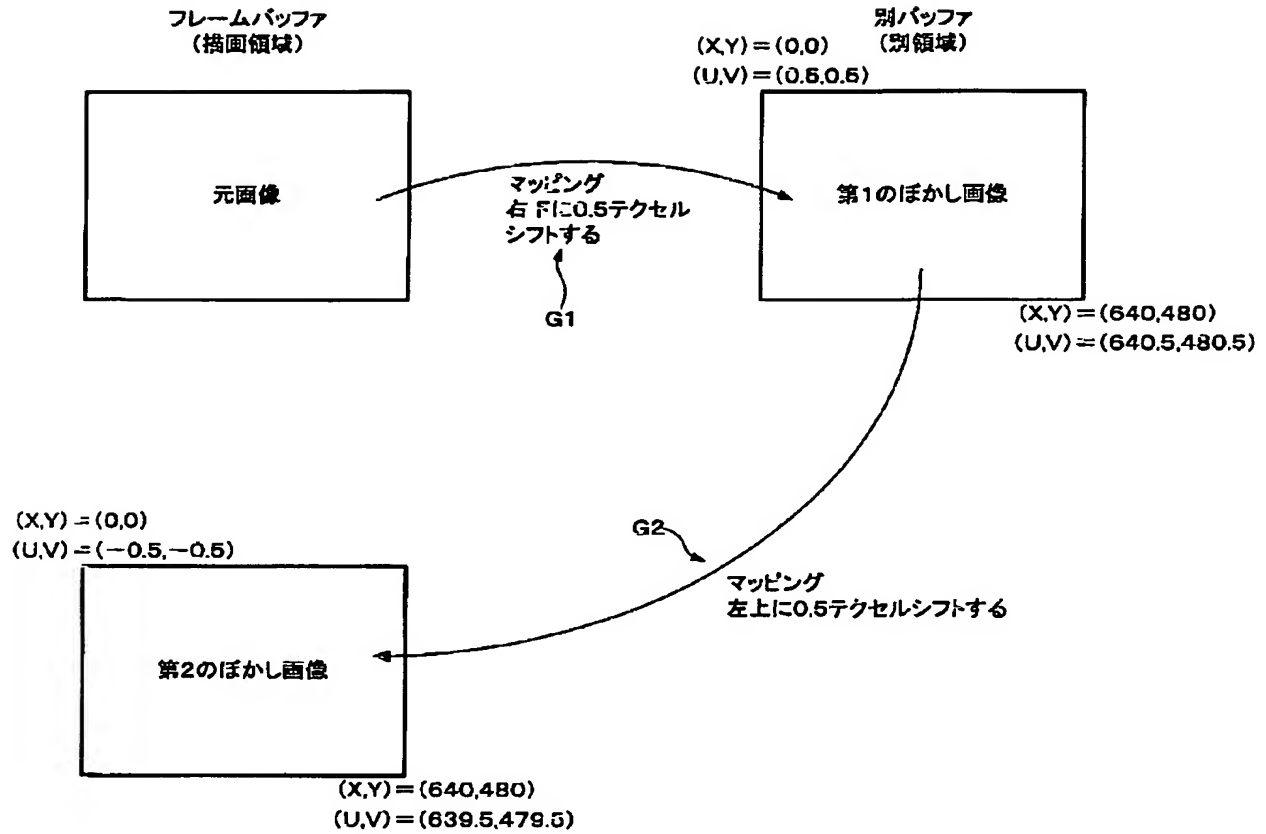 フレームバッファ
(描画領域)
別バッファ
(別領域)
(X,Y)=(0,0)
(U,V)=(0.5,0.5)
元画像
マッピング
右下に0.5テクセル
シフトする
G1
第1のぼかし画像
(X,Y)=(640,480)
(U,V)=(640.5,480.5)
(X,Y)=(0,0)
(U,V)=(−0.5,−0.5)
G2
マッピング
左上に0.5テクセルシフトする
第2のぼかし画像
(X,Y)=(640,480)
(U,V)=(639.5,479.5)